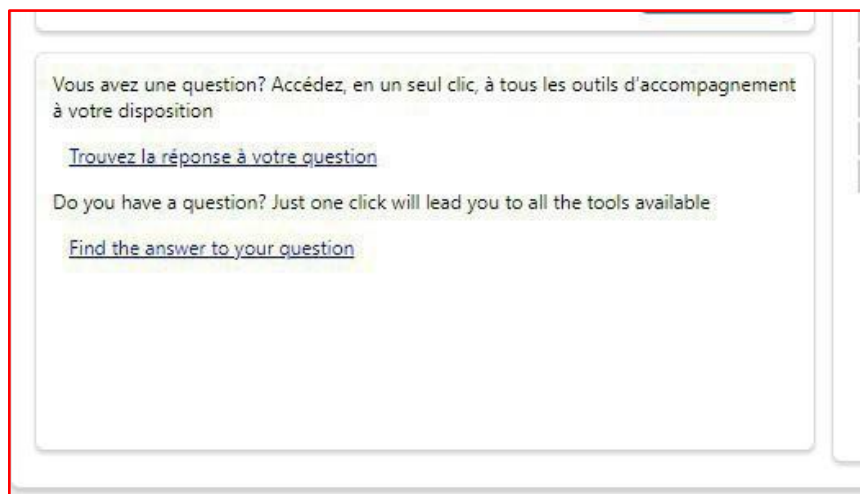 Vous avez une question? Accédez, en un seul clic, à tous les outils d'accompagnement
à votre disposition
Trouvez la réponse à votre question
Do you have a question? Just one click will lead you to all the tools available
Find the answer to your question